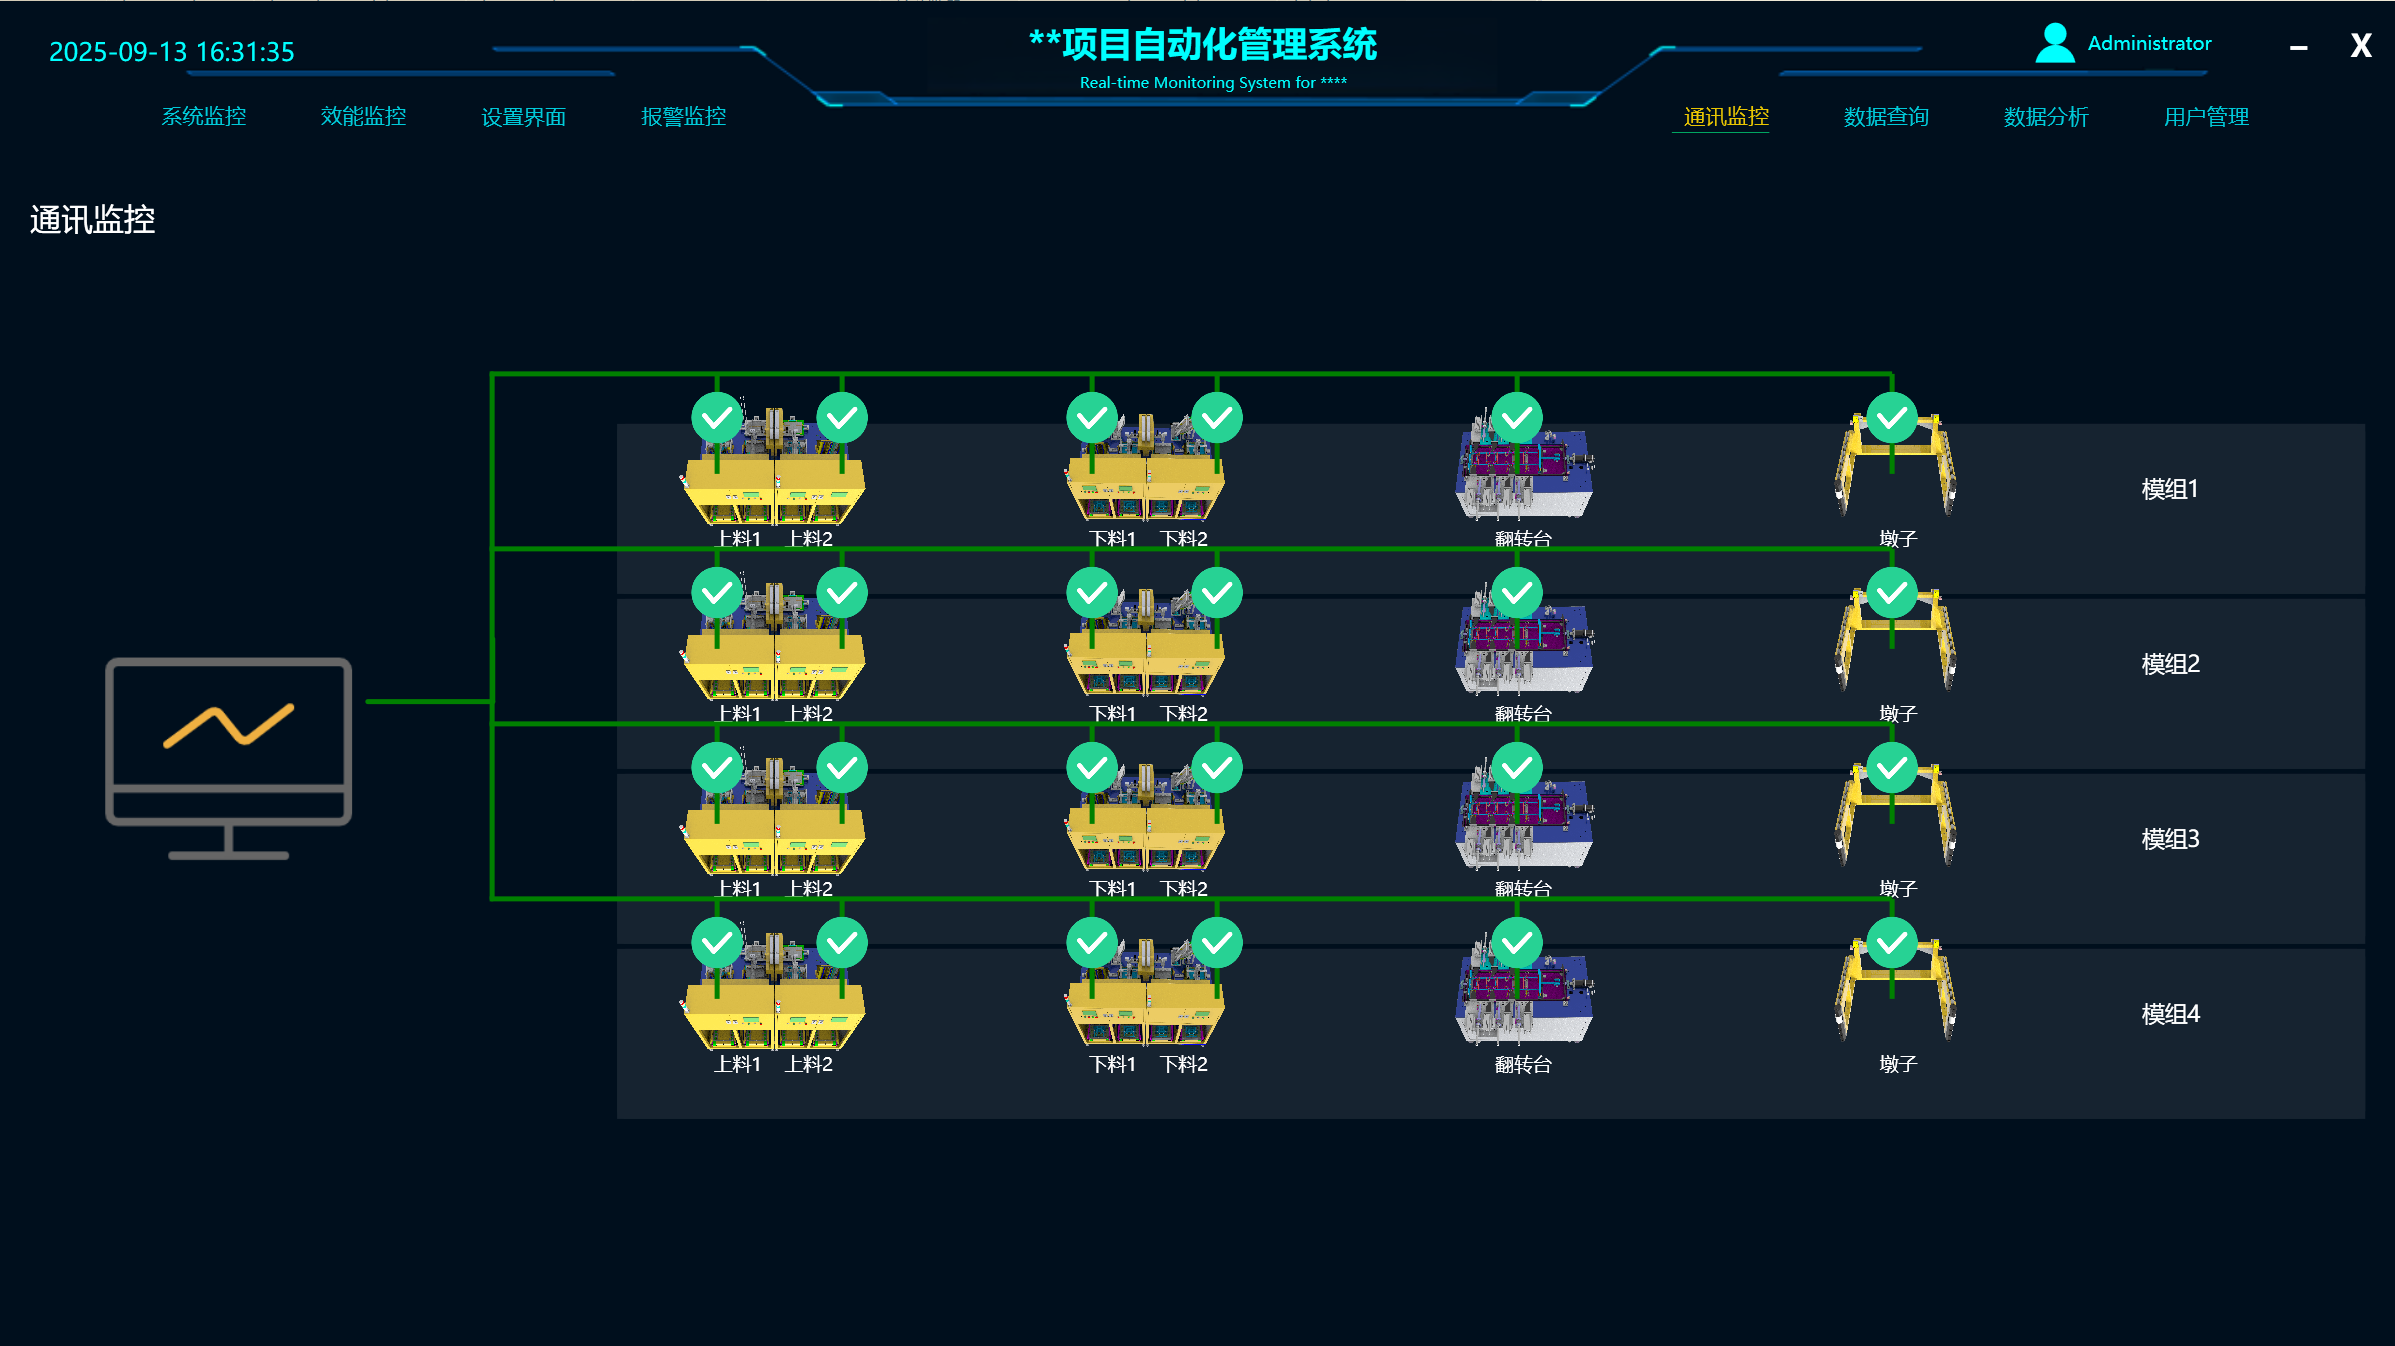 2025-09-13 16:31:35
**项目自动化管理系统
Real-time Monitoring System for ****
Administrator
X
系统监控 效能监控 设置界面 报警监控 通讯监控 数据查询 数据分析 用户管理
通讯监控
模组1
上料1 上料2 下料1 下料2 翻转台 墩子
模组2
上料1 上料2 下料1 下料2 翻转台 墩子
模组3
上料1 上料2 下料1 下料2 翻转台 墩子
模组4
上料1 上料2 下料1 下料2 翻转台 墩子